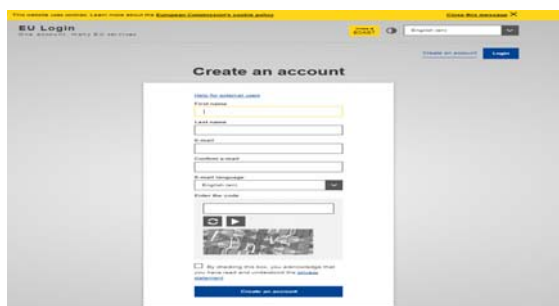 This website uses cookies. Learn more about the European Commission's cookie policy
Close this message X
EU Login
One account, many EU services
English (en)
Create an account
Login
Create an account
Help for external users
First name
Last name
E-mail
Confirm e-mail
E-mail language
English (en)
Enter the code
By checking this box, you acknowledge that
you have read and understood the privacy
statement
Create an account